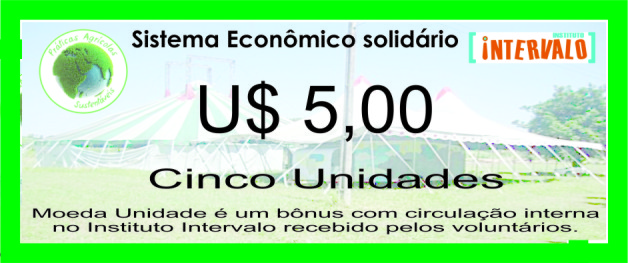 Práticas Agrícolas
Sustentáveis
Sistema Econômico solidário
INSTITUTO
INTERVALO
U$ 5,00
Cinco Unidades
Moeda Unidade é um bônus com circulação interna
no Instituto Intervalo recebido pelos voluntários.